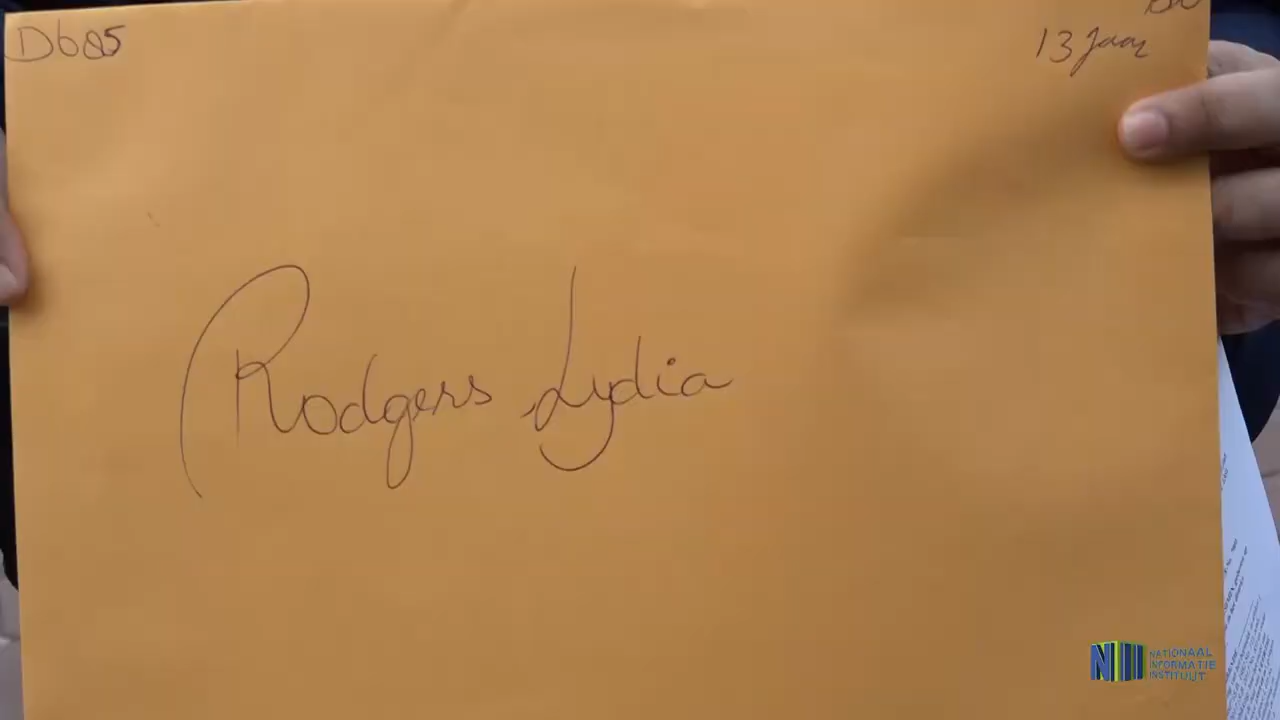 D685
13 Jaar
Rodgers Lydia
NATIONAAL
INFORMATIE
INSTITUUT